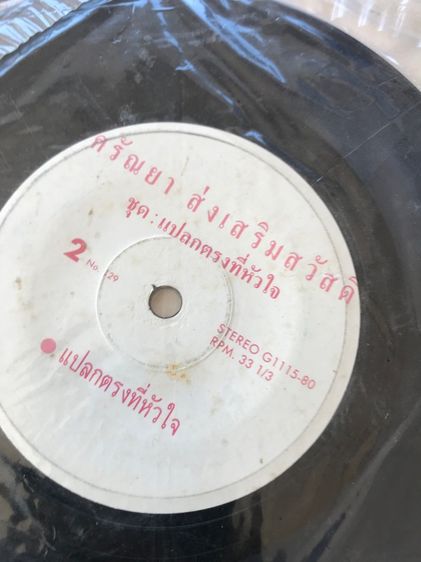 ศรัณยา ส่งเสริมสวัสดิ์
ชุด : แปลกตรงที่หัวใจ
2
No. 129
STEREO G1115-80
RPM. 33 1/3
แปลกตรงที่หัวใจ